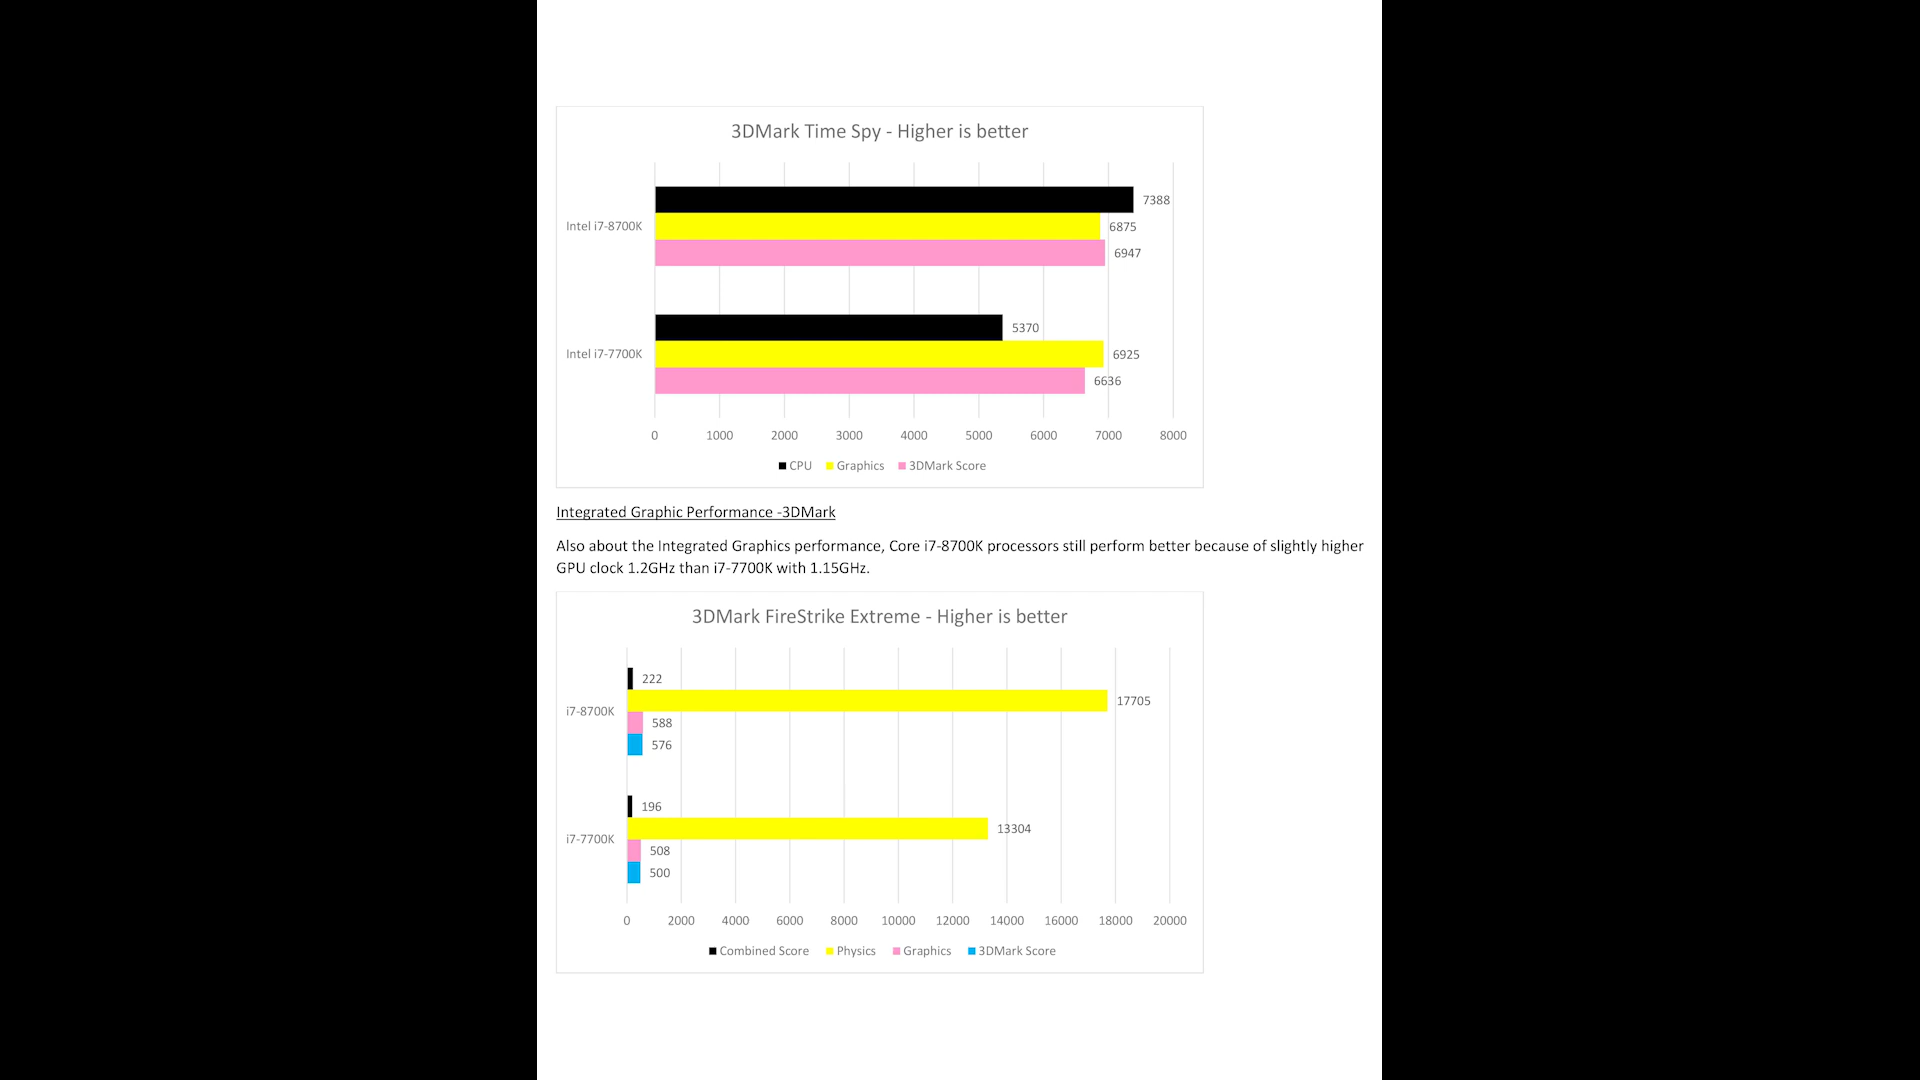 3DMark Time Spy - Higher is better
7388
Intel i7-8700K
6875
6947
5370
Intel i7-7700K
6925
6636
0 1000 2000 3000 4000 5000 6000 7000 8000
CPU Graphics 3DMark Score
Integrated Graphic Performance -3DMark
Also about the Integrated Graphics performance, Core i7-8700K processors still perform better because of slightly higher
GPU clock 1.2GHz than i7-7700K with 1.15GHz.
3DMark FireStrike Extreme - Higher is better
222
17705
i7-8700K
588
576
196
13304
i7-7700K
508
500
0 2000 4000 6000 8000 10000 12000 14000 16000 18000 20000
Combined Score Physics Graphics 3DMark Score